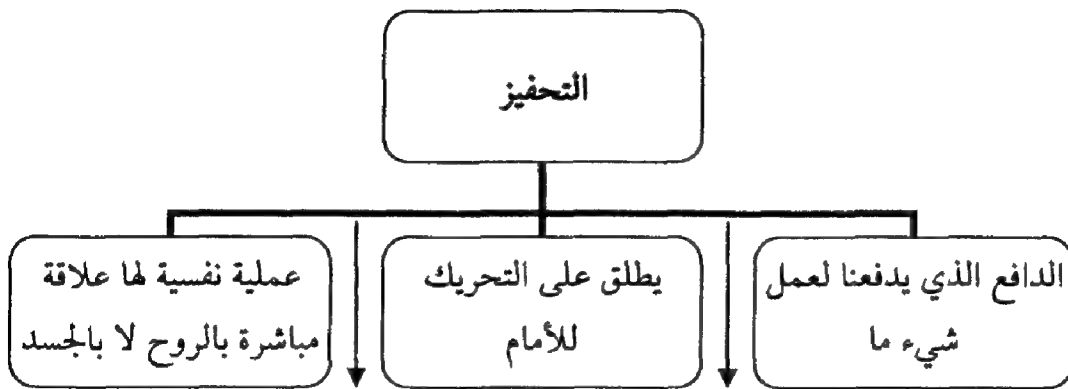 التحفيز
الدافع الذي يدفعنا لعمل
شيء ما
يطلق على التحريك
للأمام
عملية نفسية لها علاقة
مباشرة بالروح لا بالجسد